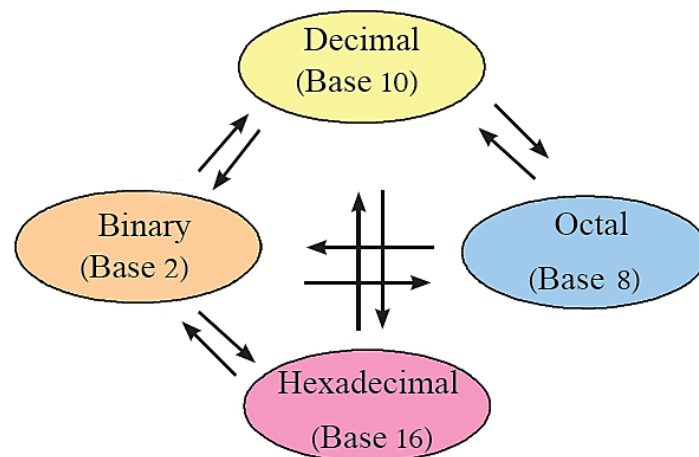 Decimal
(Base 10)
Binary
(Base 2)
Octal
(Base 8)
Hexadecimal
(Base 16)